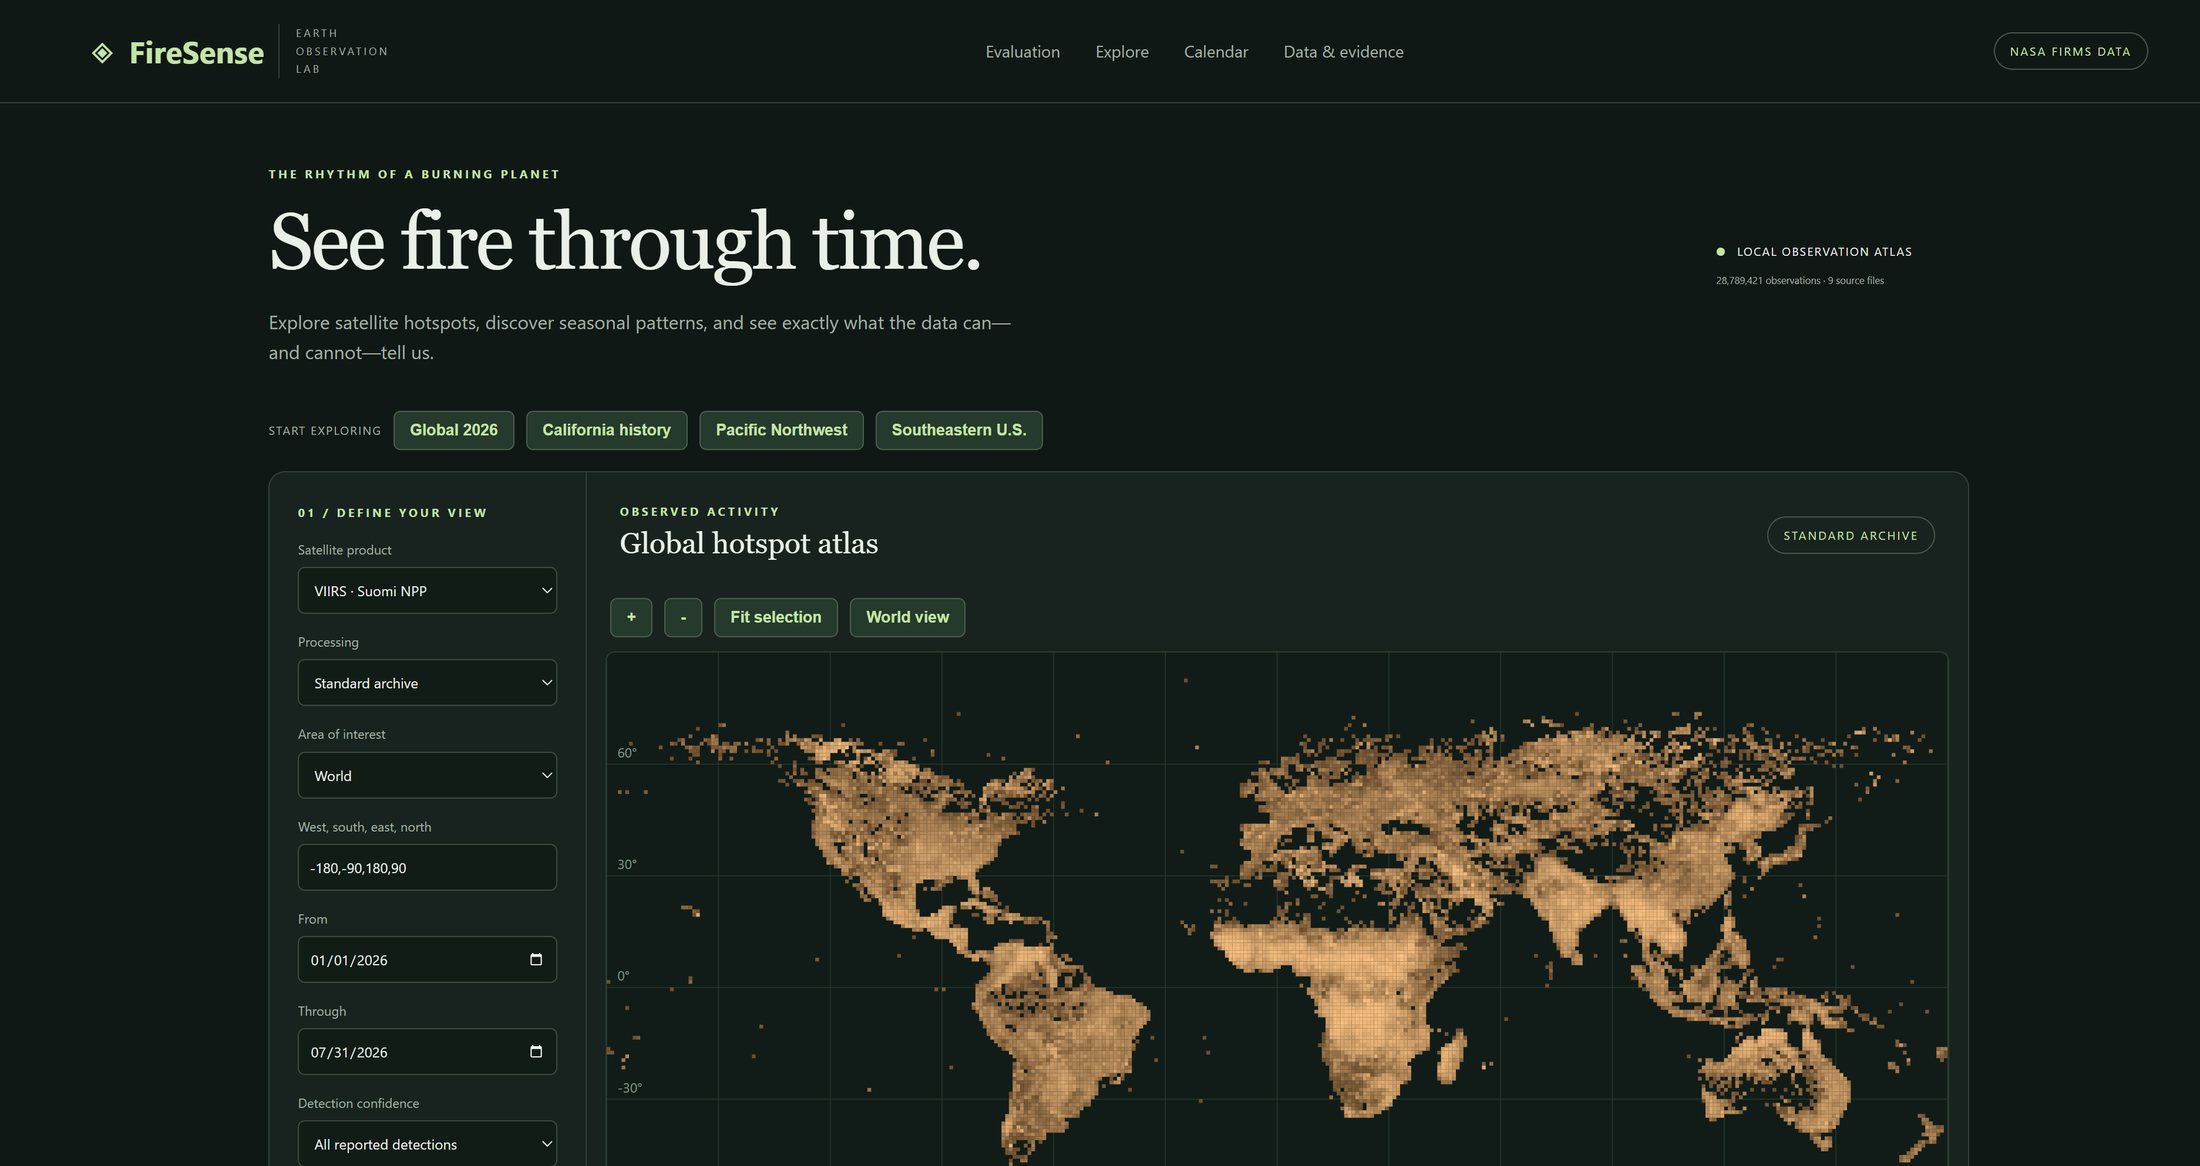 FireSense
EARTH
OBSERVATION
LAB
Evaluation
Explore
Calendar
Data & evidence
NASA FIRMS DATA
THE RHYTHM OF A BURNING PLANET
See fire through time.
LOCAL OBSERVATION ATLAS
28,789,421 observations · 9 source files
Explore satellite hotspots, discover seasonal patterns, and see exactly what the data can—
and cannot—tell us.
START EXPLORING
Global 2026
California history
Pacific Northwest
Southeastern U.S.
01 / DEFINE YOUR VIEW
Satellite product
VIIRS · Suomi NPP
Processing
Standard archive
Area of interest
World
West, south, east, north
-180,-90,180,90
From
01/01/2026
Through
07/31/2026
Detection confidence
All reported detections
OBSERVED ACTIVITY
Global hotspot atlas
STANDARD ARCHIVE
+
-
Fit selection
World view
60°
30°
0°
-30°